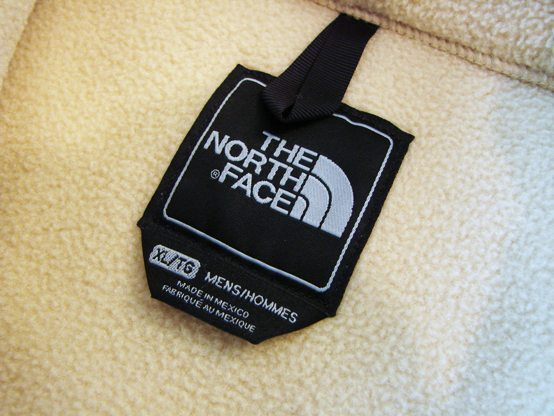 THE
NORTH
®FACE
XL/TG MENS/HOMMES
MADE IN MEXICO
FABRIQUÉ AU MEXIQUE